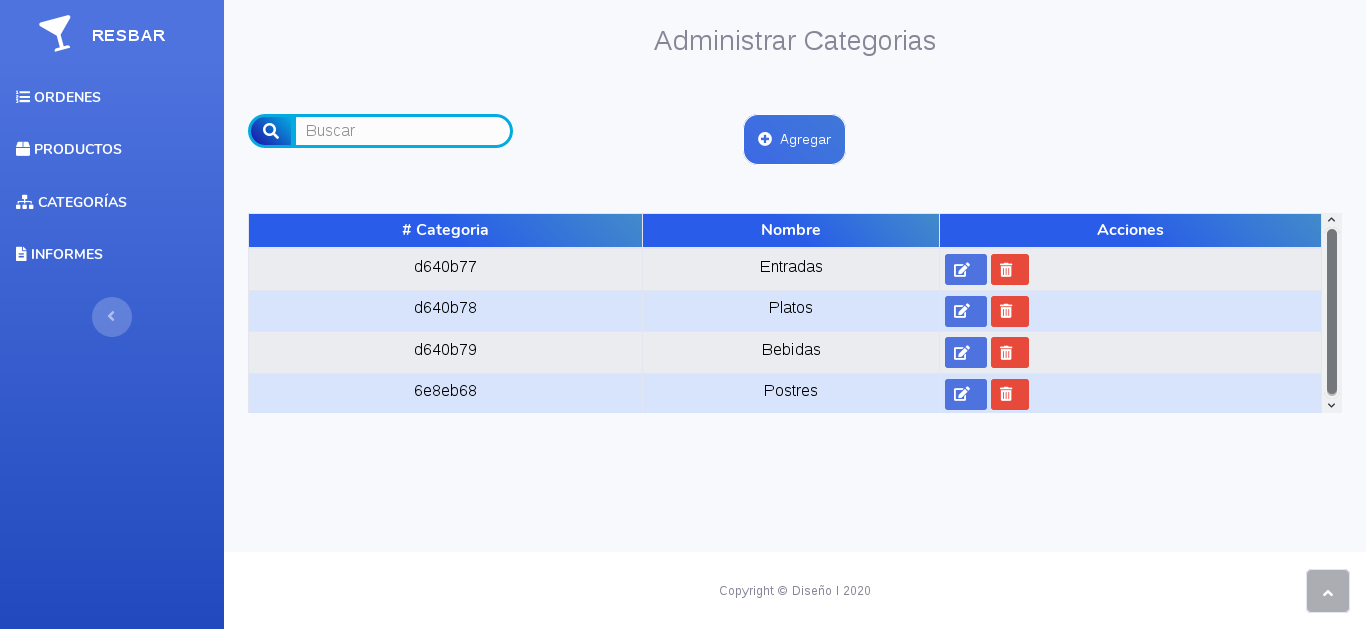 RESBAR
ORDENES
PRODUCTOS
CATEGORÍAS
INFORMES
Administrar Categorias
Buscar
Agregar
# Categoria Nombre Acciones
d640b77 Entradas
d640b78 Platos
d640b79 Bebidas
6e8eb68 Postres
Copyright © Diseño I 2020